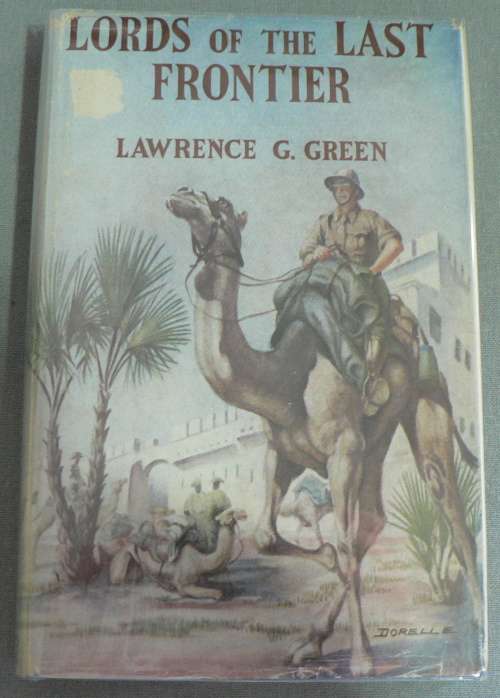 LORDS OF THE LAST
FRONTIER
LAWRENCE G. GREEN
DORELLE